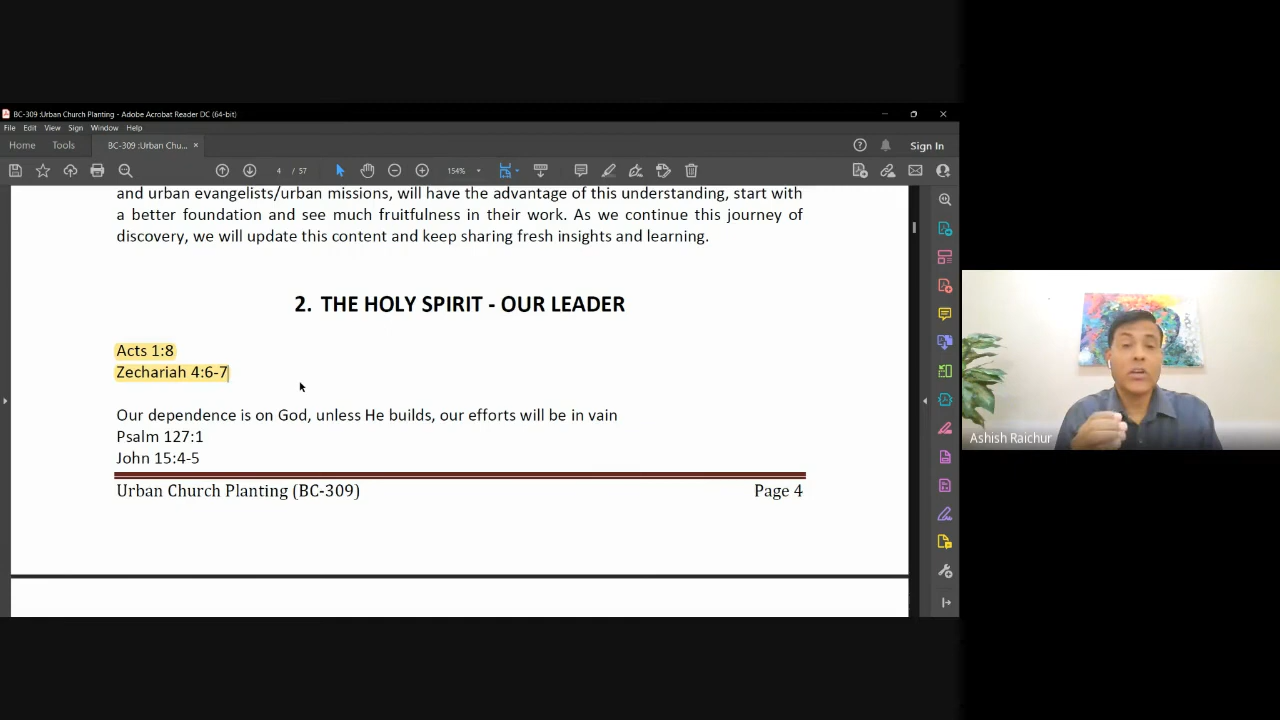 BC-309 :Urban Church Planting - Adobe Acrobat Reader DC (64-bit)
File Edit View Sign Window Help
Home Tools BC-309 :Urban Chu... × Sign In
4 / 57 154%
and urban evangelists/urban missions, will have the advantage of this understanding, start with
a better foundation and see much fruitfulness in their work. As we continue this journey of
discovery, we will update this content and keep sharing fresh insights and learning.
2. THE HOLY SPIRIT - OUR LEADER
Acts 1:8
Zechariah 4:6-7
Our dependence is on God, unless He builds, our efforts will be in vain
Psalm 127:1
John 15:4-5
Urban Church Planting (BC-309) Page 4
Ashish Raichur